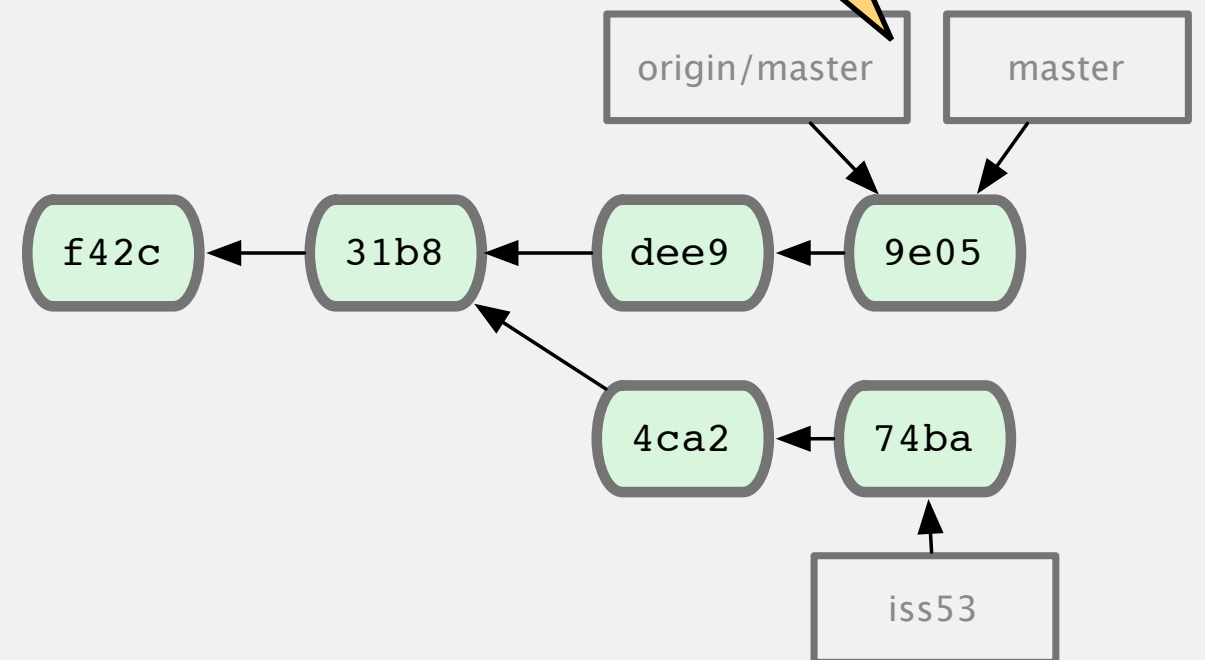 origin/master master
f42c 31b8 dee9 9e05
4ca2 74ba
iss53